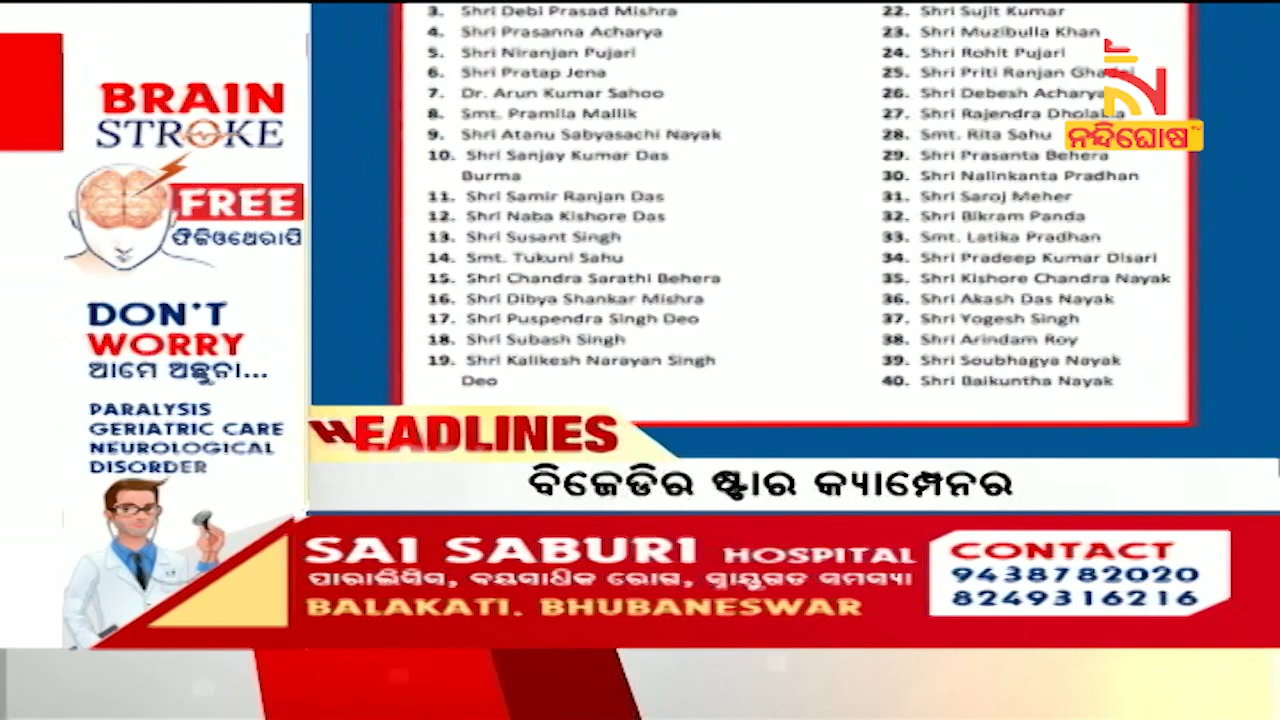 3. Shri Debi Prasad Mishra
4. Shri Prasanna Acharya
5. Shri Niranjan Pujari
6. Shri Pratap Jena
7. Dr. Arun Kumar Sahoo
8. Smt. Pramila Mallik
9. Shri Atanu Sabyasachi Nayak
10. Shri Sanjay Kumar Das
Burma
11. Shri Samir Ranjan Das
12. Shri Naba Kishore Das
13. Shri Susant Singh
14. Smt. Tukuni Sahu
15. Shri Chandra Sarathi Behera
16. Shri Dibya Shankar Mishra
17. Shri Puspendra Singh Deo
18. Shri Subash Singh
19. Shri Kalikesh Narayan Singh
Deo
22. Shri Sujit Kumar
23. Shri Muzibulla Khan
24. Shri Rohit Pujari
25. Shri Priti Ranjan
26. Shri Debesh Acharya
27. Shri Rajendra Dholakia
28. Smt. Rita Sahu
29. Shri Prasanta Behera
30. Shri Nalinkanta Pradhan
31. Shri Saroj Meher
32. Shri Bikram Panda
33. Smt. Latika Pradhan
34. Shri Pradeep Kumar Disari
35. Shri Kishore Chandra Nayak
36. Shri Akash Das Nayak
37. Shri Yogesh Singh
38. Shri Arindam Roy
39. Shri Soubhagya Nayak
40. Shri Baikuntha Nayak
ନନ୍ଦିଘୋଷ
BRAIN
STROKE
FREE
ଫିଜିଓଥେରାପି
DON'T
WORRY
ଆମେ ଅଛୁନା...
PARALYSIS
GERIATRIC CARE
NEUROLOGICAL
DISORDER
HEADLINES
ବିଜେଡିର ଷ୍ଟାର କ୍ୟାମ୍ପେନର
SAI SABURI HOSPITAL
ପାରାଲିସିସ, ବୟସାଧିକ ରୋଗ, ସ୍ନାୟୁଗତ ସମସ୍ୟା
BALAKATI. BHUBANESWAR
CONTACT
9438782020
8249316216